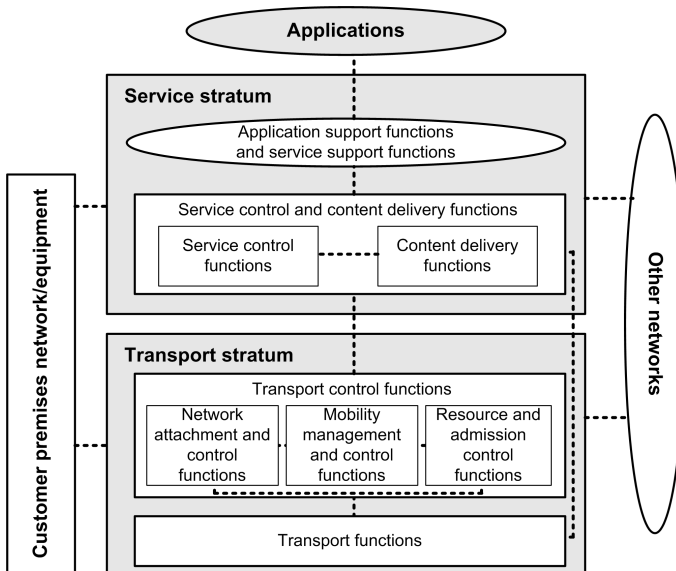 Applications
Service stratum
Application support functions
and service support functions
Service control and content delivery functions
Service control
functions
Content delivery
functions
Customer premises network/equipment
Other networks
Transport stratum
Transport control functions
Network
attachment and
control
functions
Mobility
management
and control
functions
Resource and
admission
control
functions
Transport functions